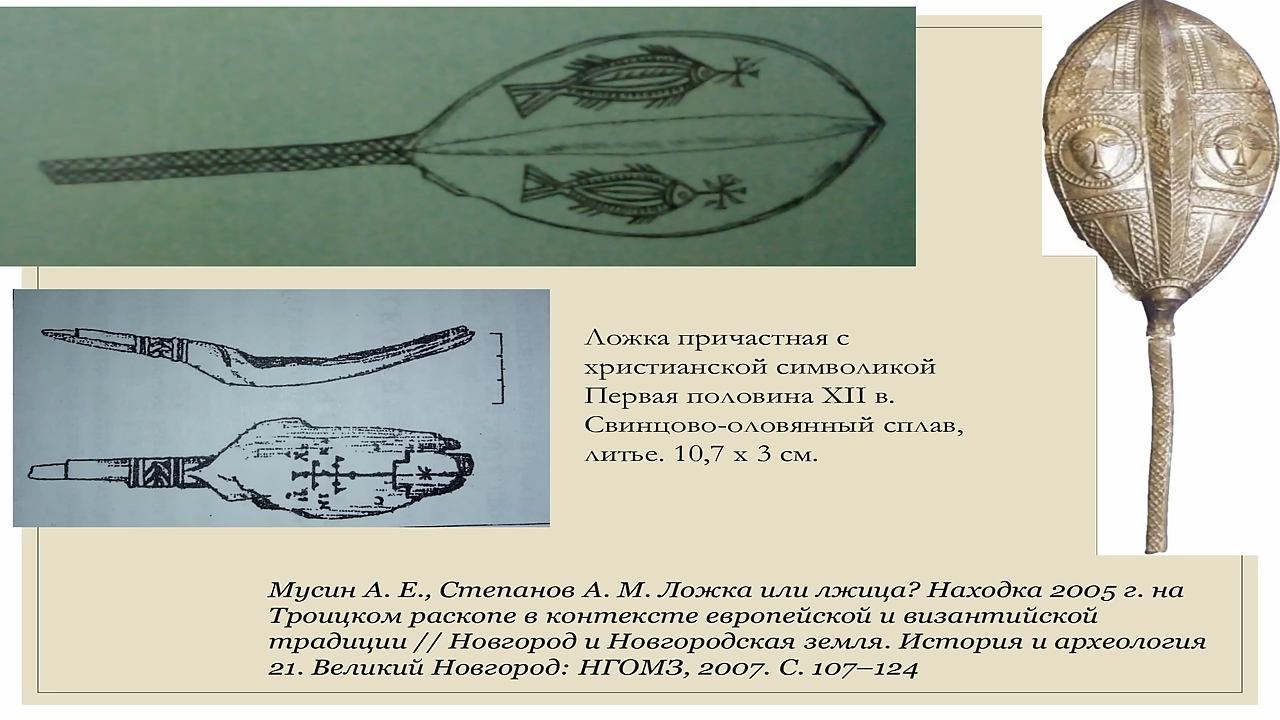 Ложка причастная с
христианской символикой
Первая половина XII в.
Свинцово-оловянный сплав,
литье. 10,7 х 3 см.
Мусин А. Е., Степанов А. М. Ложка или лжица? Находка 2005 г. на
Троицком раскопе в контексте европейской и византийской
традиции // Новгород и Новгородская земля. История и археология
21. Великий Новгород: НГОМЗ, 2007. С. 107–124